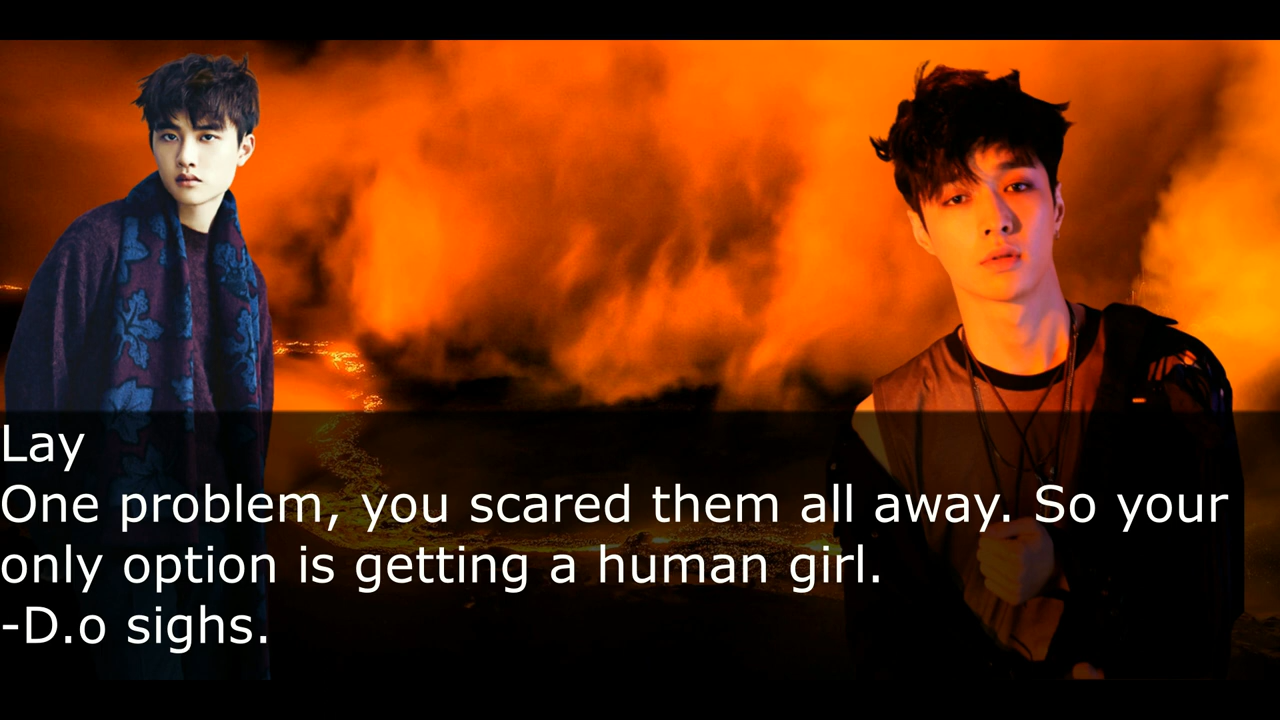 Lay
One problem, you scared them all away. So your
only option is getting a human girl.
-D.o sighs.